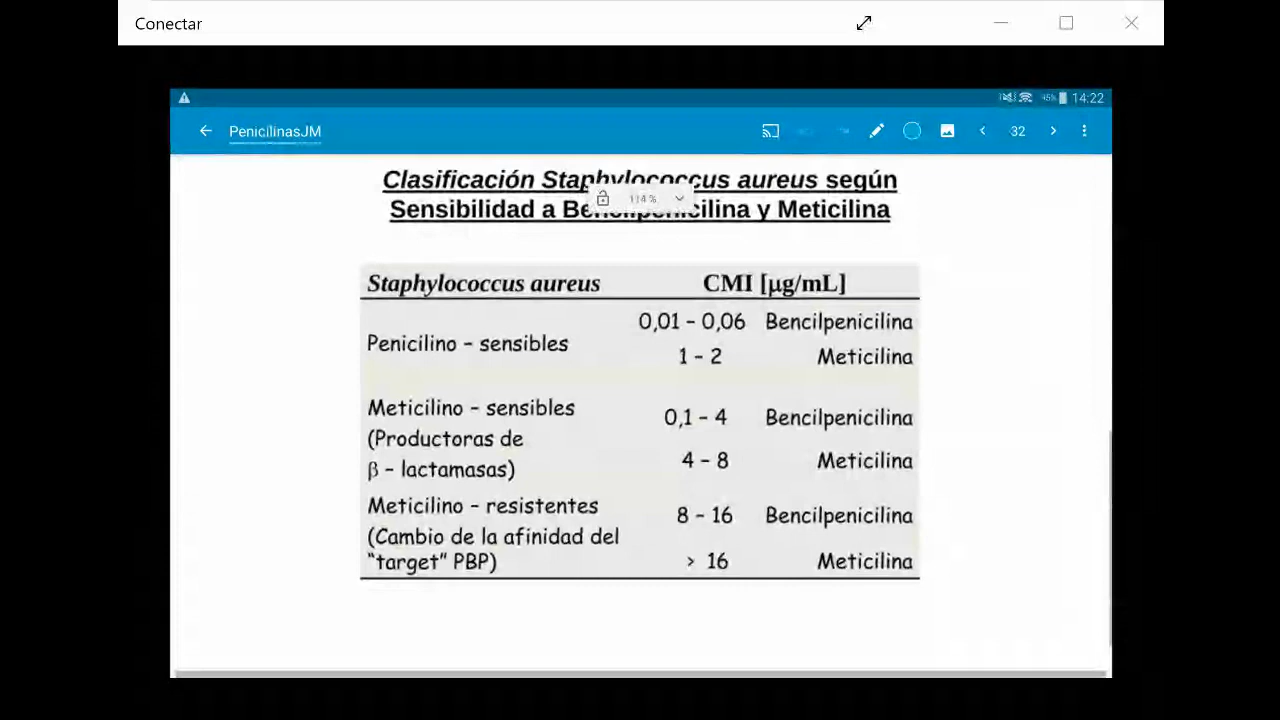 Conectar
14:22
PenicilinasJM
32
Clasificación Staphylococcus aureus según
114 %
Sensibilidad a Bencilpenicilina y Meticilina
Staphylococcus aureus CMI [μg/mL]
0,01 – 0,06 Bencilpenicilina
Penicilino – sensibles
1 – 2 Meticilina
Meticilino – sensibles
0,1 – 4 Bencilpenicilina
(Productoras de
4 – 8 Meticilina
β – lactamasas)
Meticilino – resistentes
8 – 16 Bencilpenicilina
(Cambio de la afinidad del
“target” PBP)
> 16 Meticilina